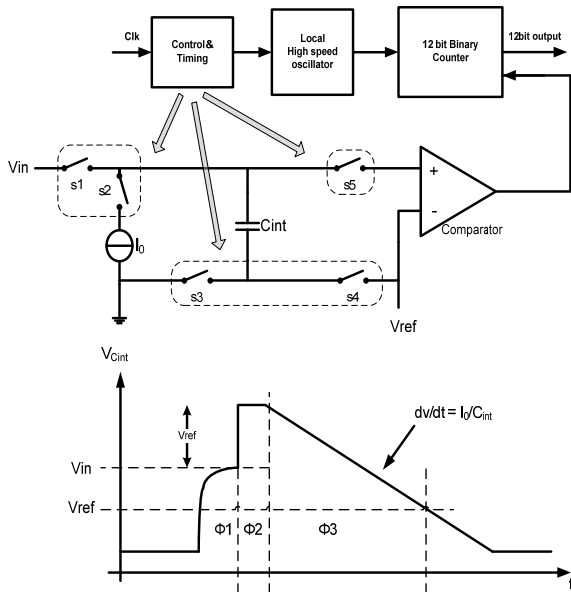 Clk
Control&
Timing
Local
High speed
oscillator
12 bit Binary
Counter
12bit output
Vin
s1
s2
I0
Cint
s3
s4
s5
+
-
Comparator
Vref
VCint
Vref
Vin
Vref
Φ1
Φ2
Φ3
dv/dt = I0/Cint
t